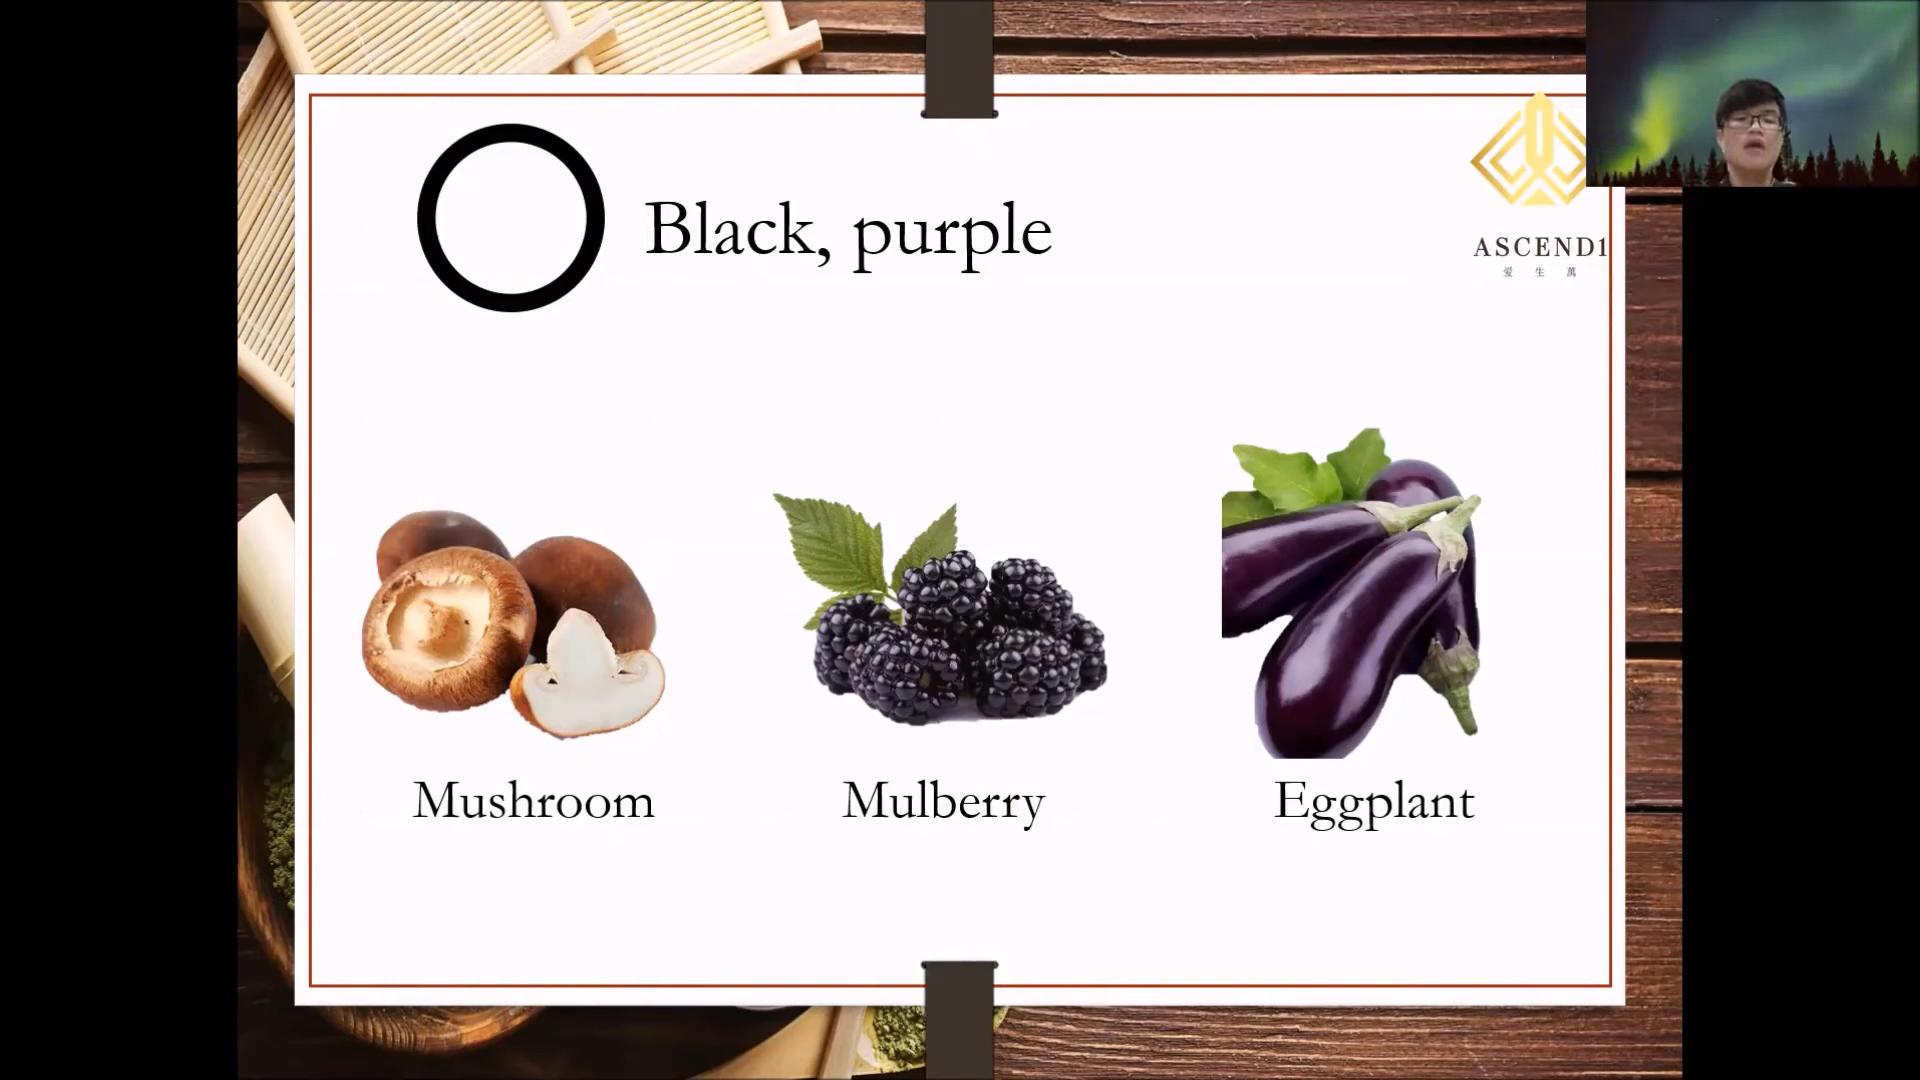 Black, purple
ASCEND1
爱 生 萬
Mushroom
Mulberry
Eggplant